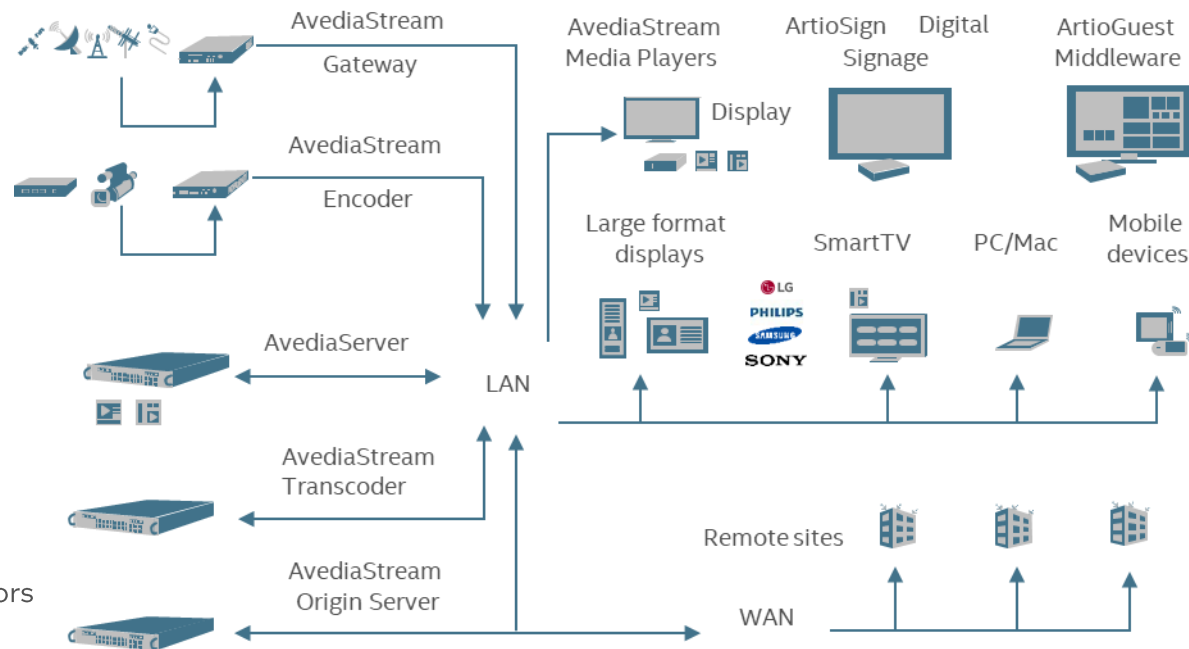 AvediaStream
Gateway
AvediaStream
Media Players
ArtioSign Digital
Signage
ArtioGuest
Middleware
Display
AvediaStream
Encoder
Large format
displays
SmartTV
PC/Mac
Mobile
devices
LG
PHILIPS
SAMSUNG
SONY
AvediaServer
LAN
AvediaStream
Transcoder
Remote sites
AvediaStream
Origin Server
ors
WAN